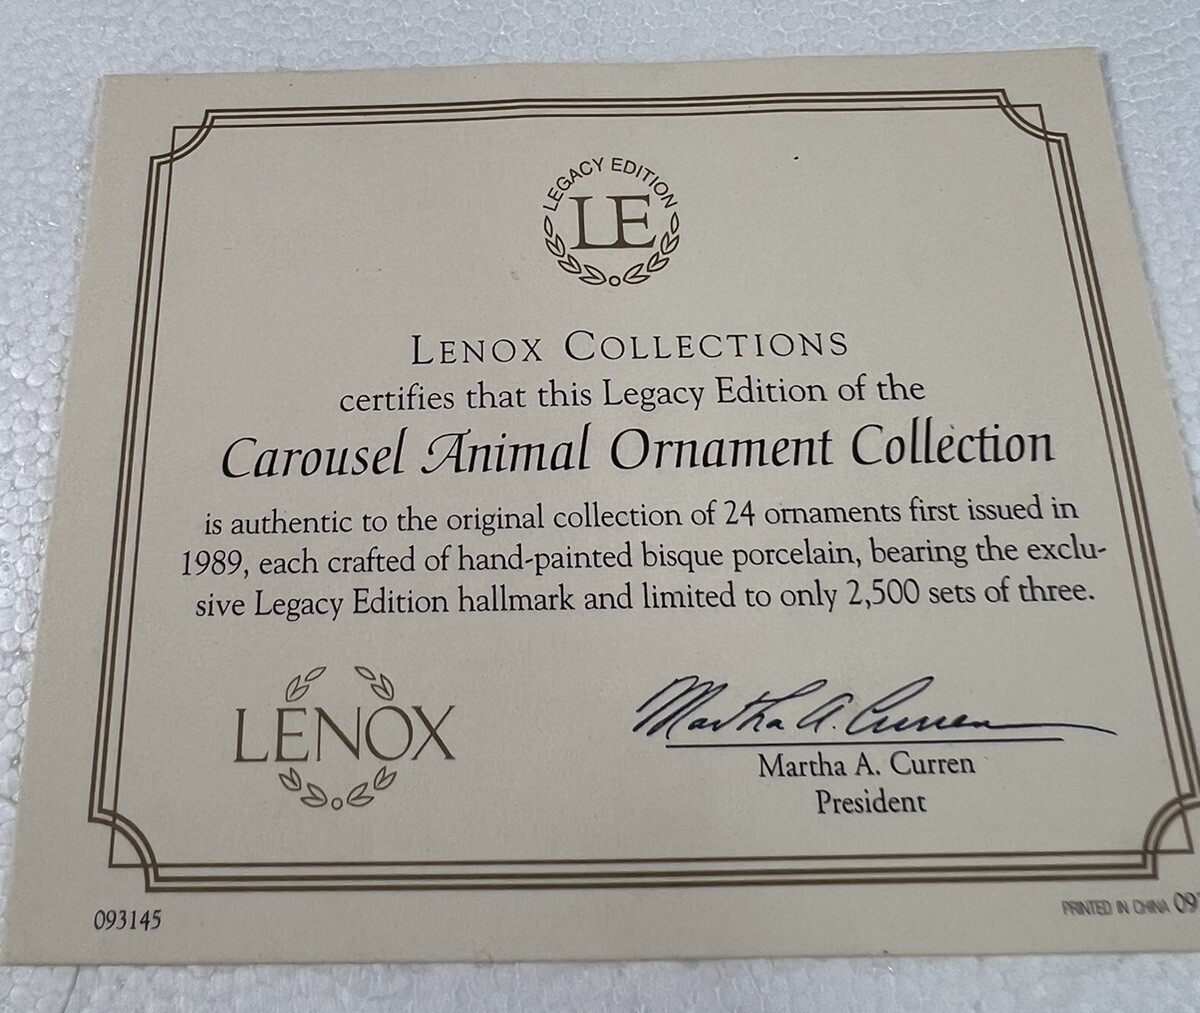 LEGACY EDITION
LE
LENOX COLLECTIONS
certifies that this Legacy Edition of the
Carousel Animal Ornament Collection
is authentic to the original collection of 24 ornaments first issued in
1989, each crafted of hand-painted bisque porcelain, bearing the exclu-
sive Legacy Edition hallmark and limited to only 2,500 sets of three.
LENOX
Martha A. Curren
Martha A. Curren
President
093145
PRINTED IN CHINA